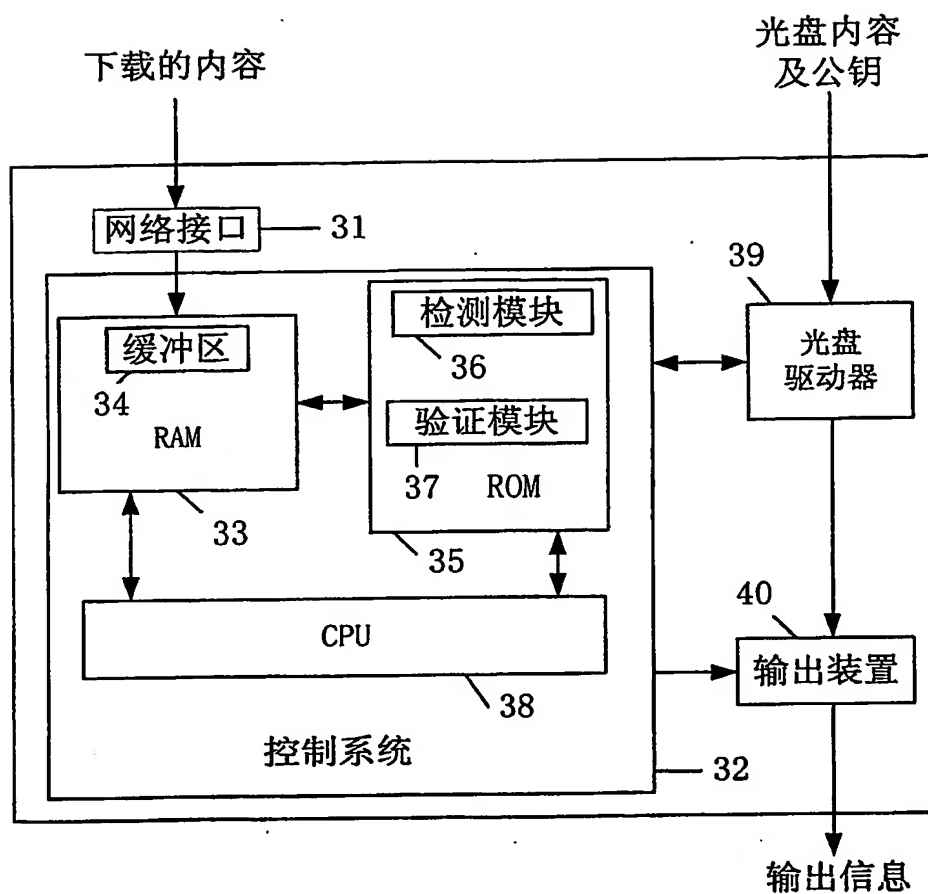 下载的内容
光盘内容
及公钥
网络接口
31
39
检测模块
36
缓冲区
34
RAM
光盘
驱动器
验证模块
37
ROM
33
35
CPU
38
40
输出装置
控制系统
32
输出信息